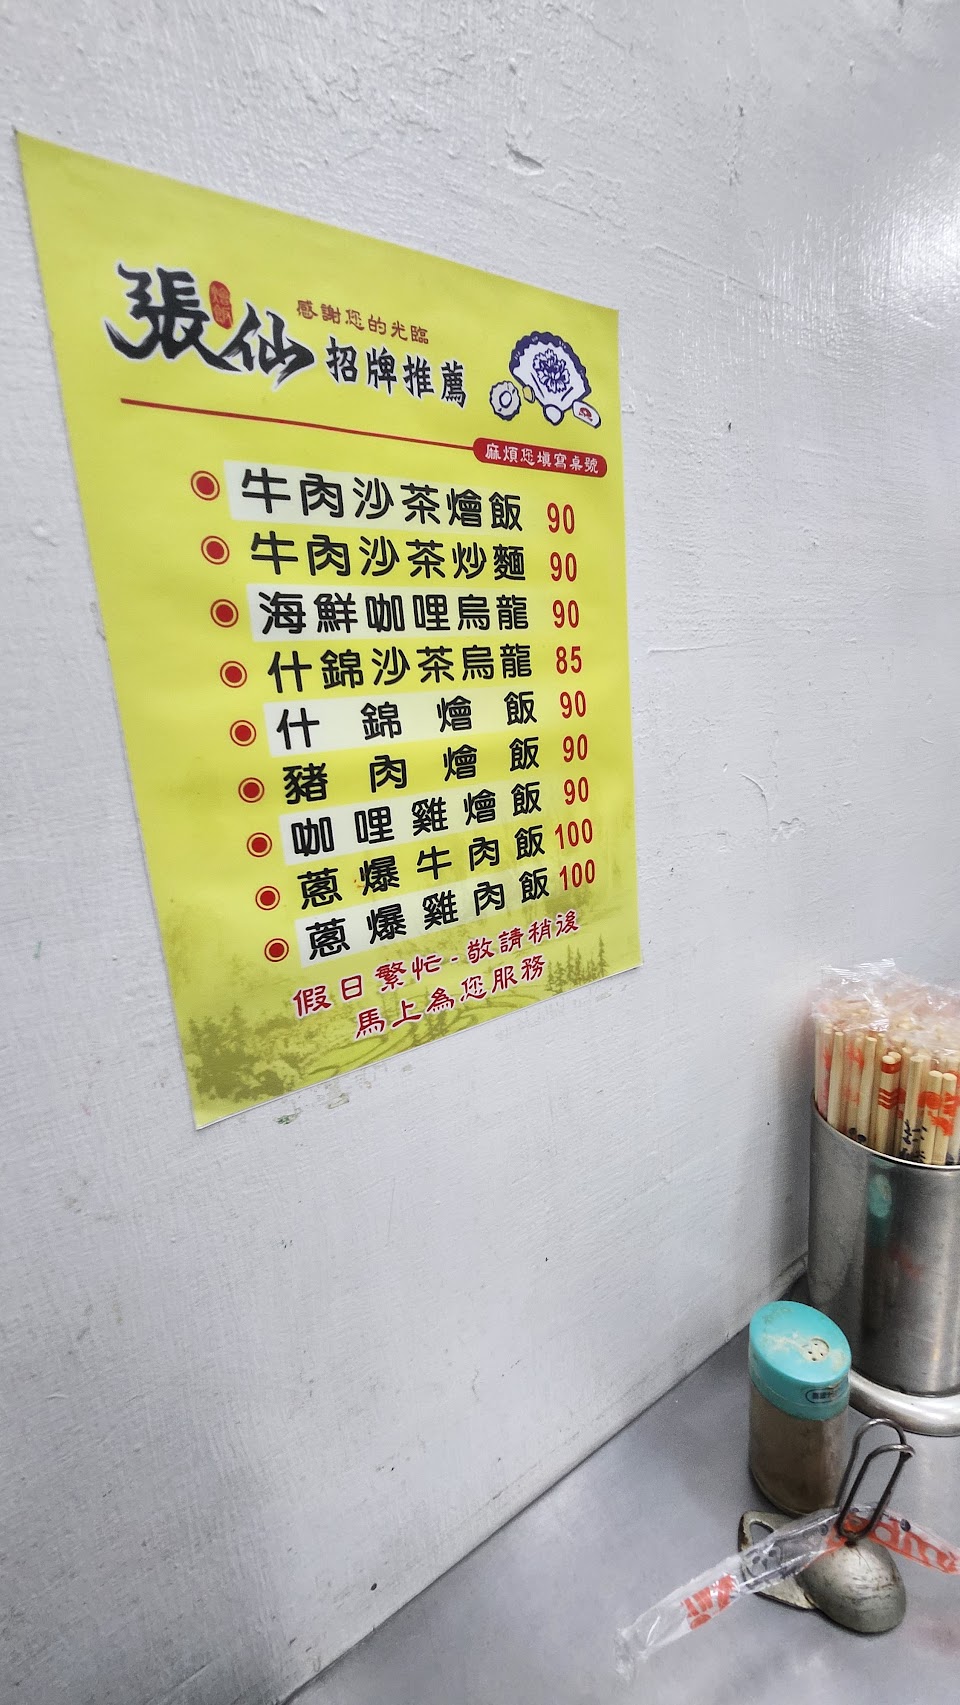 張仙
燴飯
感謝您的光臨
招牌推薦
麻煩您填寫桌號
牛肉沙茶燴飯 90
牛肉沙茶炒麵 90
海鮮咖哩烏龍 90
什錦沙茶烏龍 85
什錦燴飯 90
豬肉燴飯 90
咖哩雞燴飯 90
蔥爆牛肉飯 100
蔥爆雞肉飯 100
假日繁忙-敬請稍後
馬上為您服務